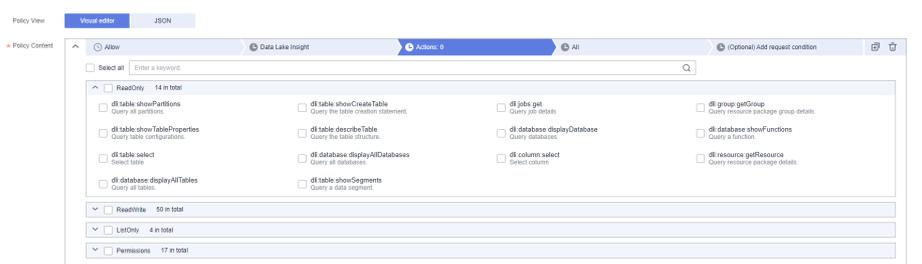 Policy View Visual editor JSON
* Policy Content Allow Data Lake Insight Actions: 0 All (Optional) Add request condition
Select all Enter a keyword.
ReadOnly 14 in total
dli:table:showPartitions dli:table:showCreateTable dli:jobs:get dli:group:getGroup
Query all partitions. Query the table creation statement. Query job details Query resource package group details.
dli:table:showTableProperties dli:table:describeTable dli:database:displayDatabase dli:database:showFunctions
Query table configurations. Query the table structure. Query databases. Query a function.
dli:table:select dli:database:displayAllDatabases dli:column:select dli:resource:getResource
Select table Query all databases. Select column Query resource package details.
dli:database:displayAllTables dli:table:showSegments
Query all tables. Query a data segment.
ReadWrite 50 in total
ListOnly 4 in total
Permissions 17 in total